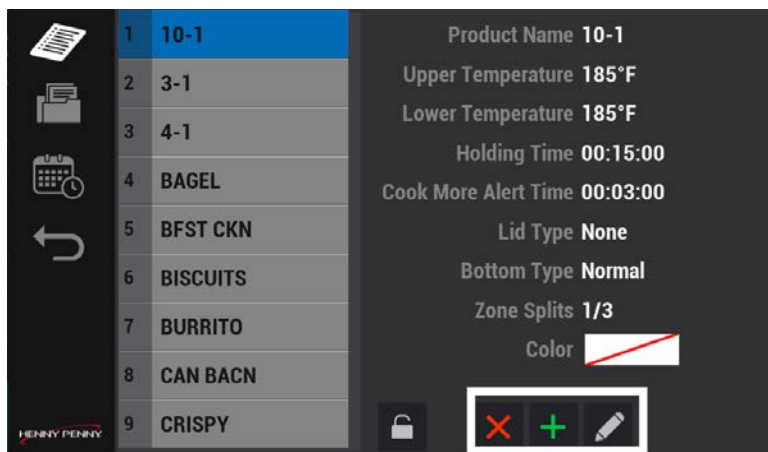 1 10-1
2 3-1
3 4-1
4 BAGEL
5 BFST CKN
6 BISCUITS
7 BURRITO
8 CAN BACN
9 CRISPY
HENNY PENNY
Product Name 10-1
Upper Temperature 185°F
Lower Temperature 185°F
Holding Time 00:15:00
Cook More Alert Time 00:03:00
Lid Type None
Bottom Type Normal
Zone Splits 1/3
Color